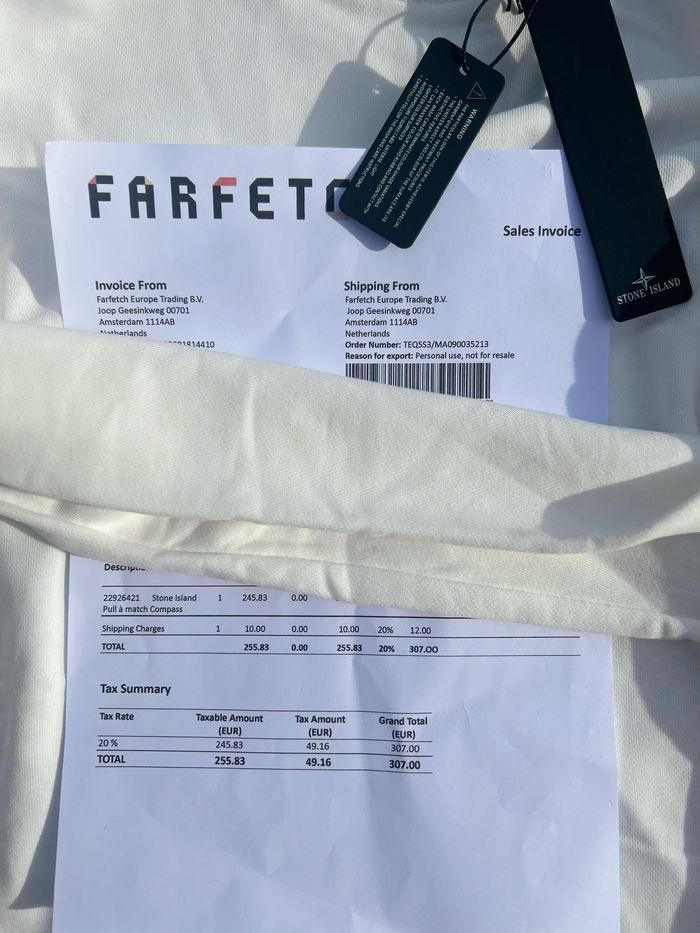 WARNING
FARFETC
Sales Invoice
STONE ISLAND
Invoice From
Farfetch Europe Trading B.V.
Joop Geesinkweg 00701
Amsterdam 1114AB
Netherlands
Shipping From
Farfetch Europe Trading B.V.
Joop Geesinkweg 00701
Amsterdam 1114AB
Netherlands
Order Number: TEQ5S3/MA090035213
Reason for export: Personal use, not for resale
22926421 Stone Island 1 245.83 0.00
Pull à match Compass
Shipping Charges 1 10.00 0.00 10.00 20% 12.00
TOTAL 255.83 0.00 255.83 20% 307.00
Tax Summary
Tax Rate Taxable Amount Tax Amount Grand Total
(EUR) (EUR) (EUR)
20 % 245.83 49.16 307.00
TOTAL 255.83 49.16 307.00